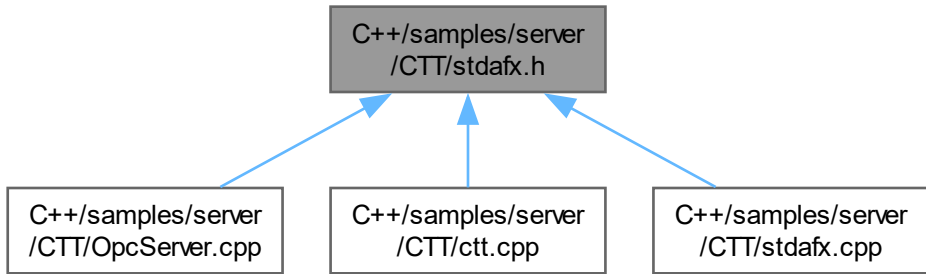 C++/samples/server
/CTT/stdafx.h
C++/samples/server
/CTT/OpcServer.cpp
C++/samples/server
/CTT/ctt.cpp
C++/samples/server
/CTT/stdafx.cpp